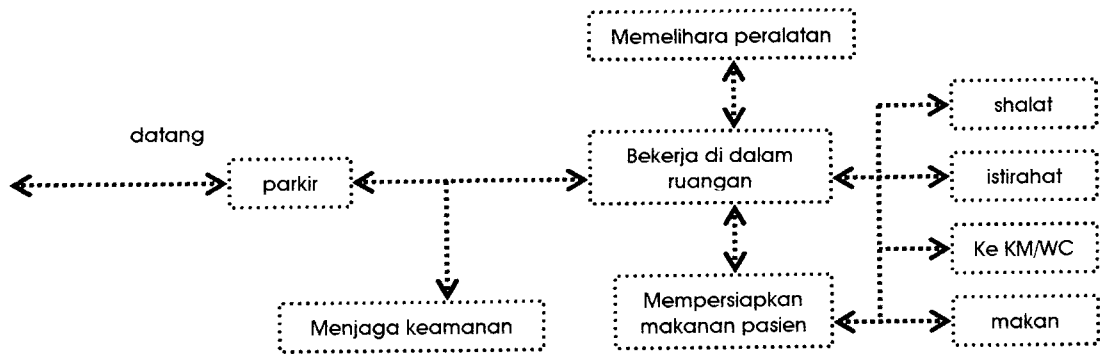 Memelihara peralatan
datang
parkir
Bekerja di dalam
ruangan
shalat
istirahat
Ke KM/WC
makan
Menjaga keamanan
Mempersiapkan
makanan pasien